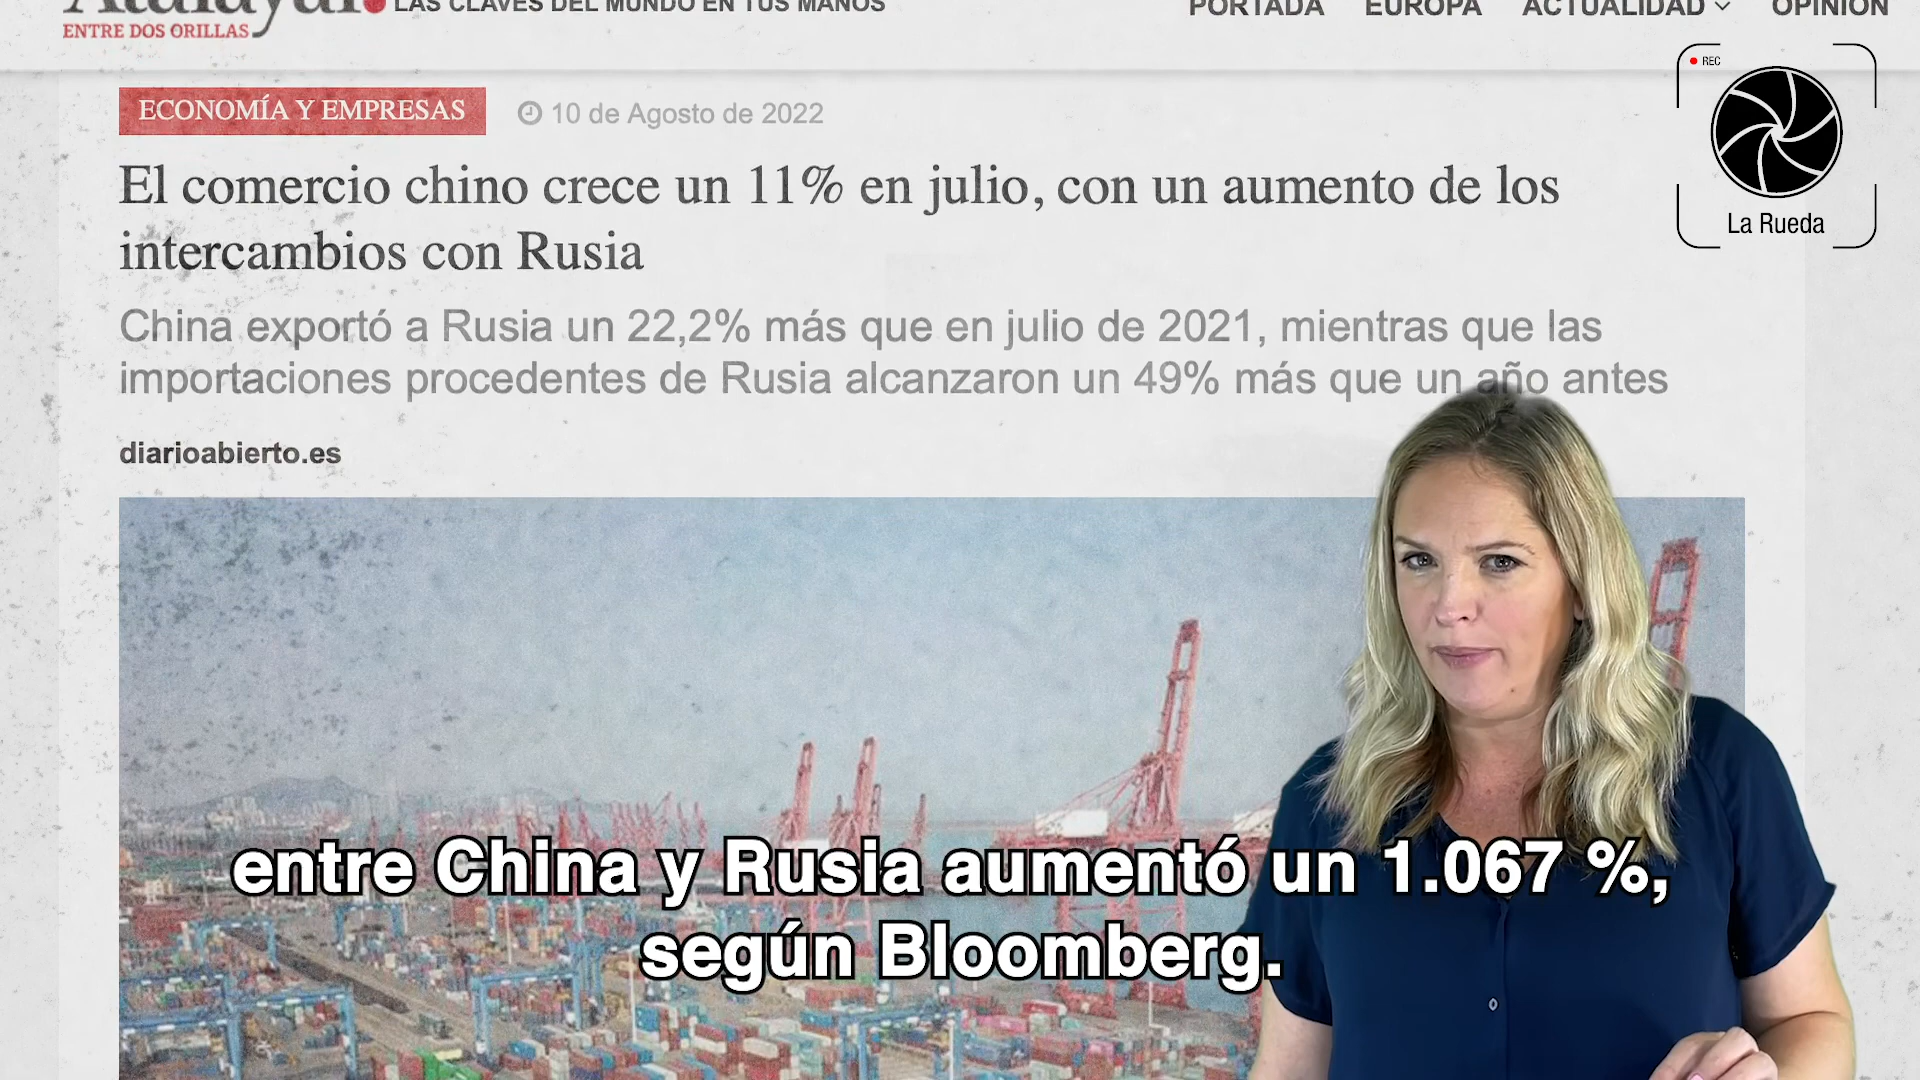 LAS CLAVES DEL MUNDO EN TUS MANOS
ENTRE DOS ORILLAS
PORTADA EUROPA ACTUALIDAD OPINIÓN
REC
La Rueda
ECONOMÍA Y EMPRESAS 10 de Agosto de 2022
El comercio chino crece un 11% en julio, con un aumento de los
intercambios con Rusia
China exportó a Rusia un 22,2% más que en julio de 2021, mientras que las
importaciones procedentes de Rusia alcanzaron un 49% más que un año antes
diarioabierto.es
entre China y Rusia aumentó un 1.067 %,
según Bloomberg.